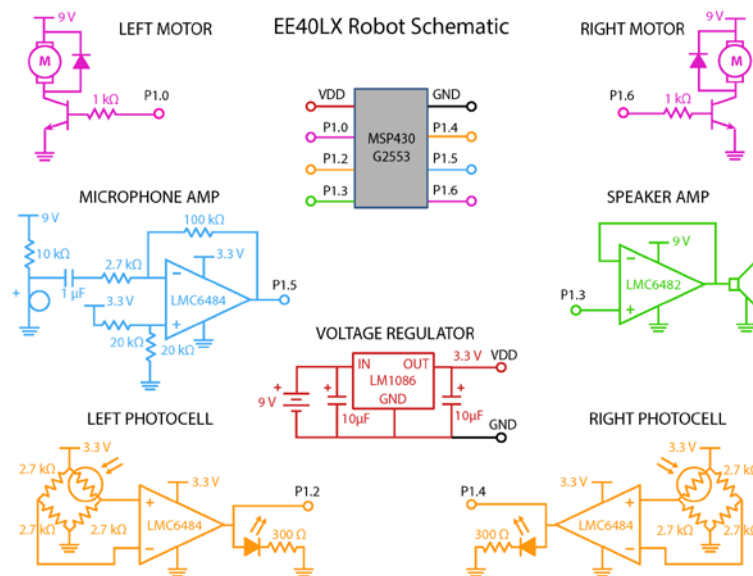 EE40LX Robot Schematic
LEFT MOTOR
9 V
M
1 kΩ
P1.0
VDD
GND
P1.0
P1.4
MSP430
G2553
P1.2
P1.5
P1.3
P1.6
RIGHT MOTOR
9 V
M
P1.6
1 kΩ
MICROPHONE AMP
9 V
10 kΩ
+
1 µF
2.7 kΩ
100 kΩ
3.3 V
3.3 V
−
+
LMC6484
20 kΩ
20 kΩ
P1.5
SPEAKER AMP
9 V
−
+
LMC6482
P1.3
VOLTAGE REGULATOR
IN
OUT
LM1086
GND
3.3 V
VDD
+
+
+
9 V
10µF
10µF
GND
LEFT PHOTOCELL
3.3 V
2.7 kΩ
2.7 kΩ
2.7 kΩ
3.3 V
+
−
LMC6484
P1.2
300 Ω
RIGHT PHOTOCELL
P1.4
300 Ω
3.3 V
LMC6484
+
−
3.3 V
2.7 kΩ
2.7 kΩ
2.7 kΩ